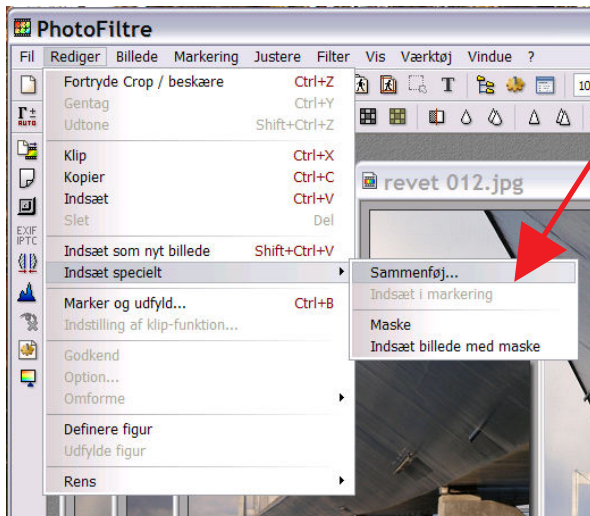 PhotoFiltre
Fil Rediger Billede Markering Justere Filter Vis Værktøj Vindue ?
Fortryde Crop / beskære Ctrl+Z
Gentag Ctrl+Y
Udtone Shift+Ctrl+Z
Klip Ctrl+X
Kopier Ctrl+C
Indsæt Ctrl+V
Slet Del
Indsæt som nyt billede Shift+Ctrl+V
Indsæt specielt
Marker og udfyld... Ctrl+B
Indstilling af klip-funktion...
Godkend
Option...
Omforme
Definere figur
Udfylde figur
Rens
T
10
Γ±
AUTO
EXIF
IPTC
revet 012.jpg
Sammenføj...
Indsæt i markering
Maske
Indsæt billede med maske